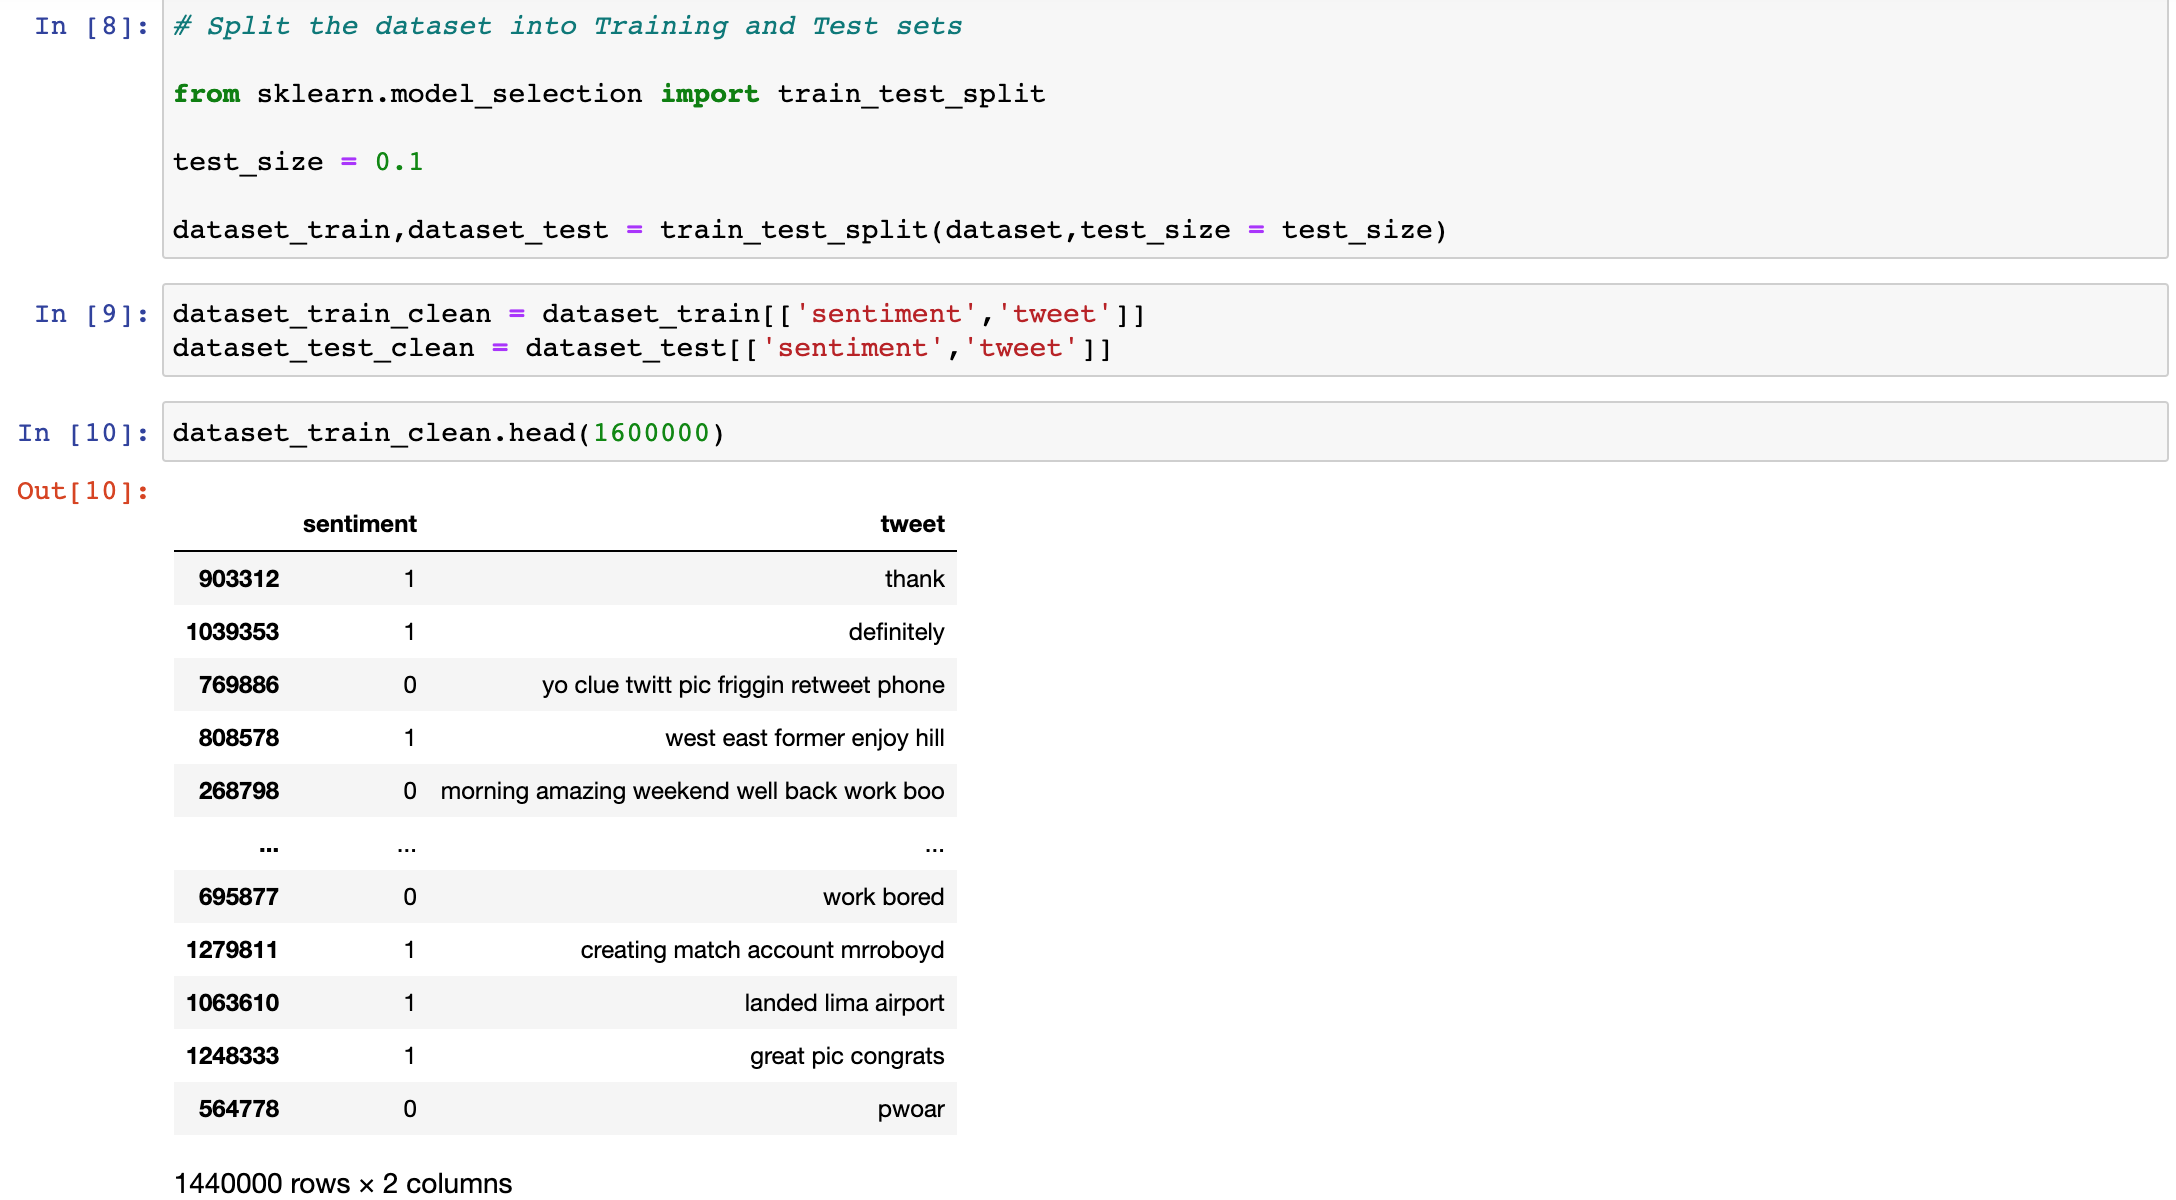 In [8]: # Split the dataset into Training and Test sets
from sklearn.model_selection import train_test_split
test_size = 0.1
dataset_train,dataset_test = train_test_split(dataset,test_size = test_size)
In [9]: dataset_train_clean = dataset_train[['sentiment','tweet']]
dataset_test_clean = dataset_test[['sentiment','tweet']]
In [10]: dataset_train_clean.head(1600000)
Out[10]:
sentiment tweet
903312 1 thank
1039353 1 definitely
769886 0 yo clue twitt pic friggin retweet phone
808578 1 west east former enjoy hill
268798 0 morning amazing weekend well back work boo
... ... ...
695877 0 work bored
1279811 1 creating match account mrroboyd
1063610 1 landed lima airport
1248333 1 great pic congrats
564778 0 pwoar
1440000 rows × 2 columns